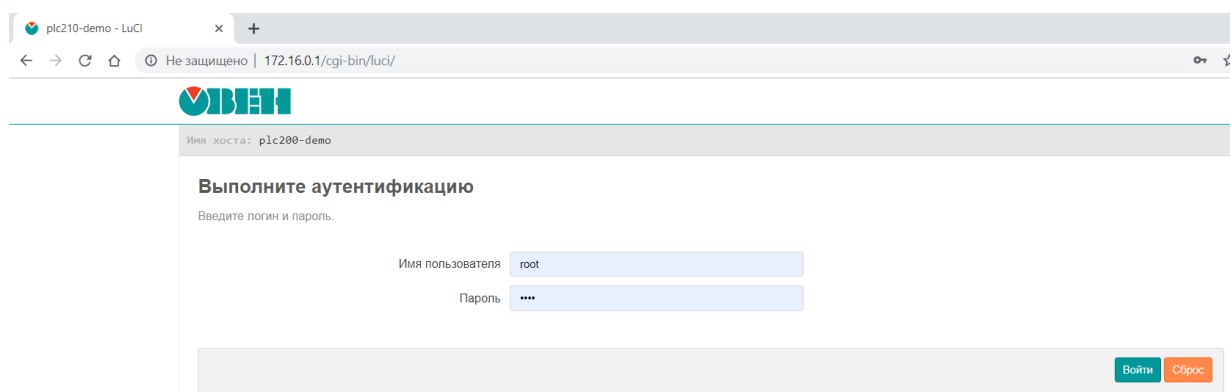 plc210-demo - LuCI
Не защищено | 172.16.0.1/cgi-bin/luci/
ОВЕН
Имя хоста: plc200-demo
Выполните аутентификацию
Введите логин и пароль.
Имя пользователя root
Пароль ••••
Войти Сброс